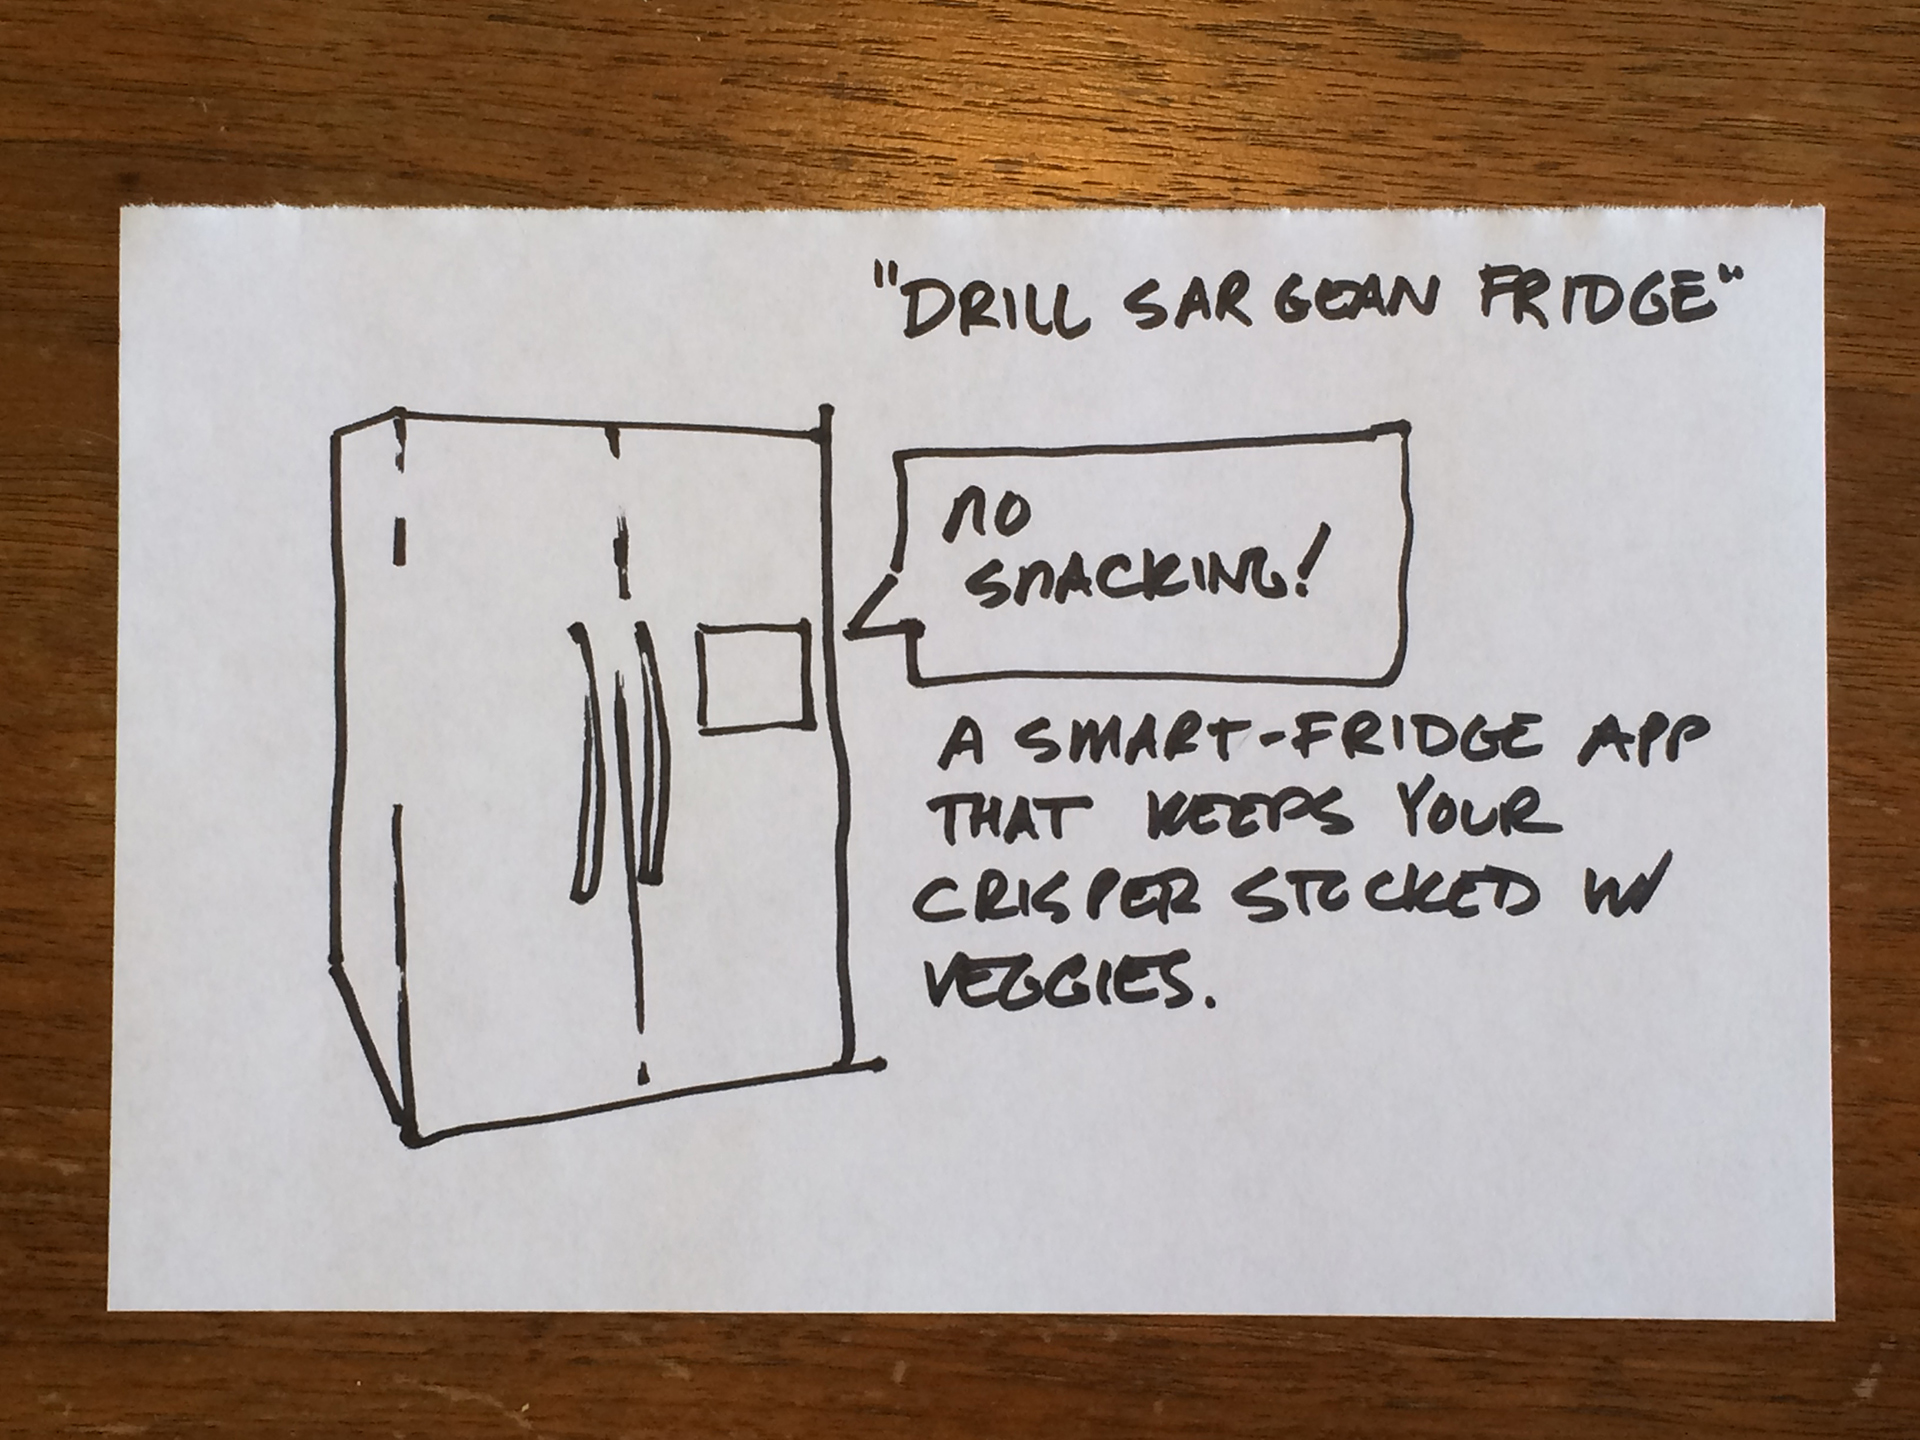 "DRILL SARGEAN FRIDGE"
NO
SNACKING!
A SMART-FRIDGE APP
THAT KEEPS YOUR
CRISPER STOCKED W/
VEGGIES.